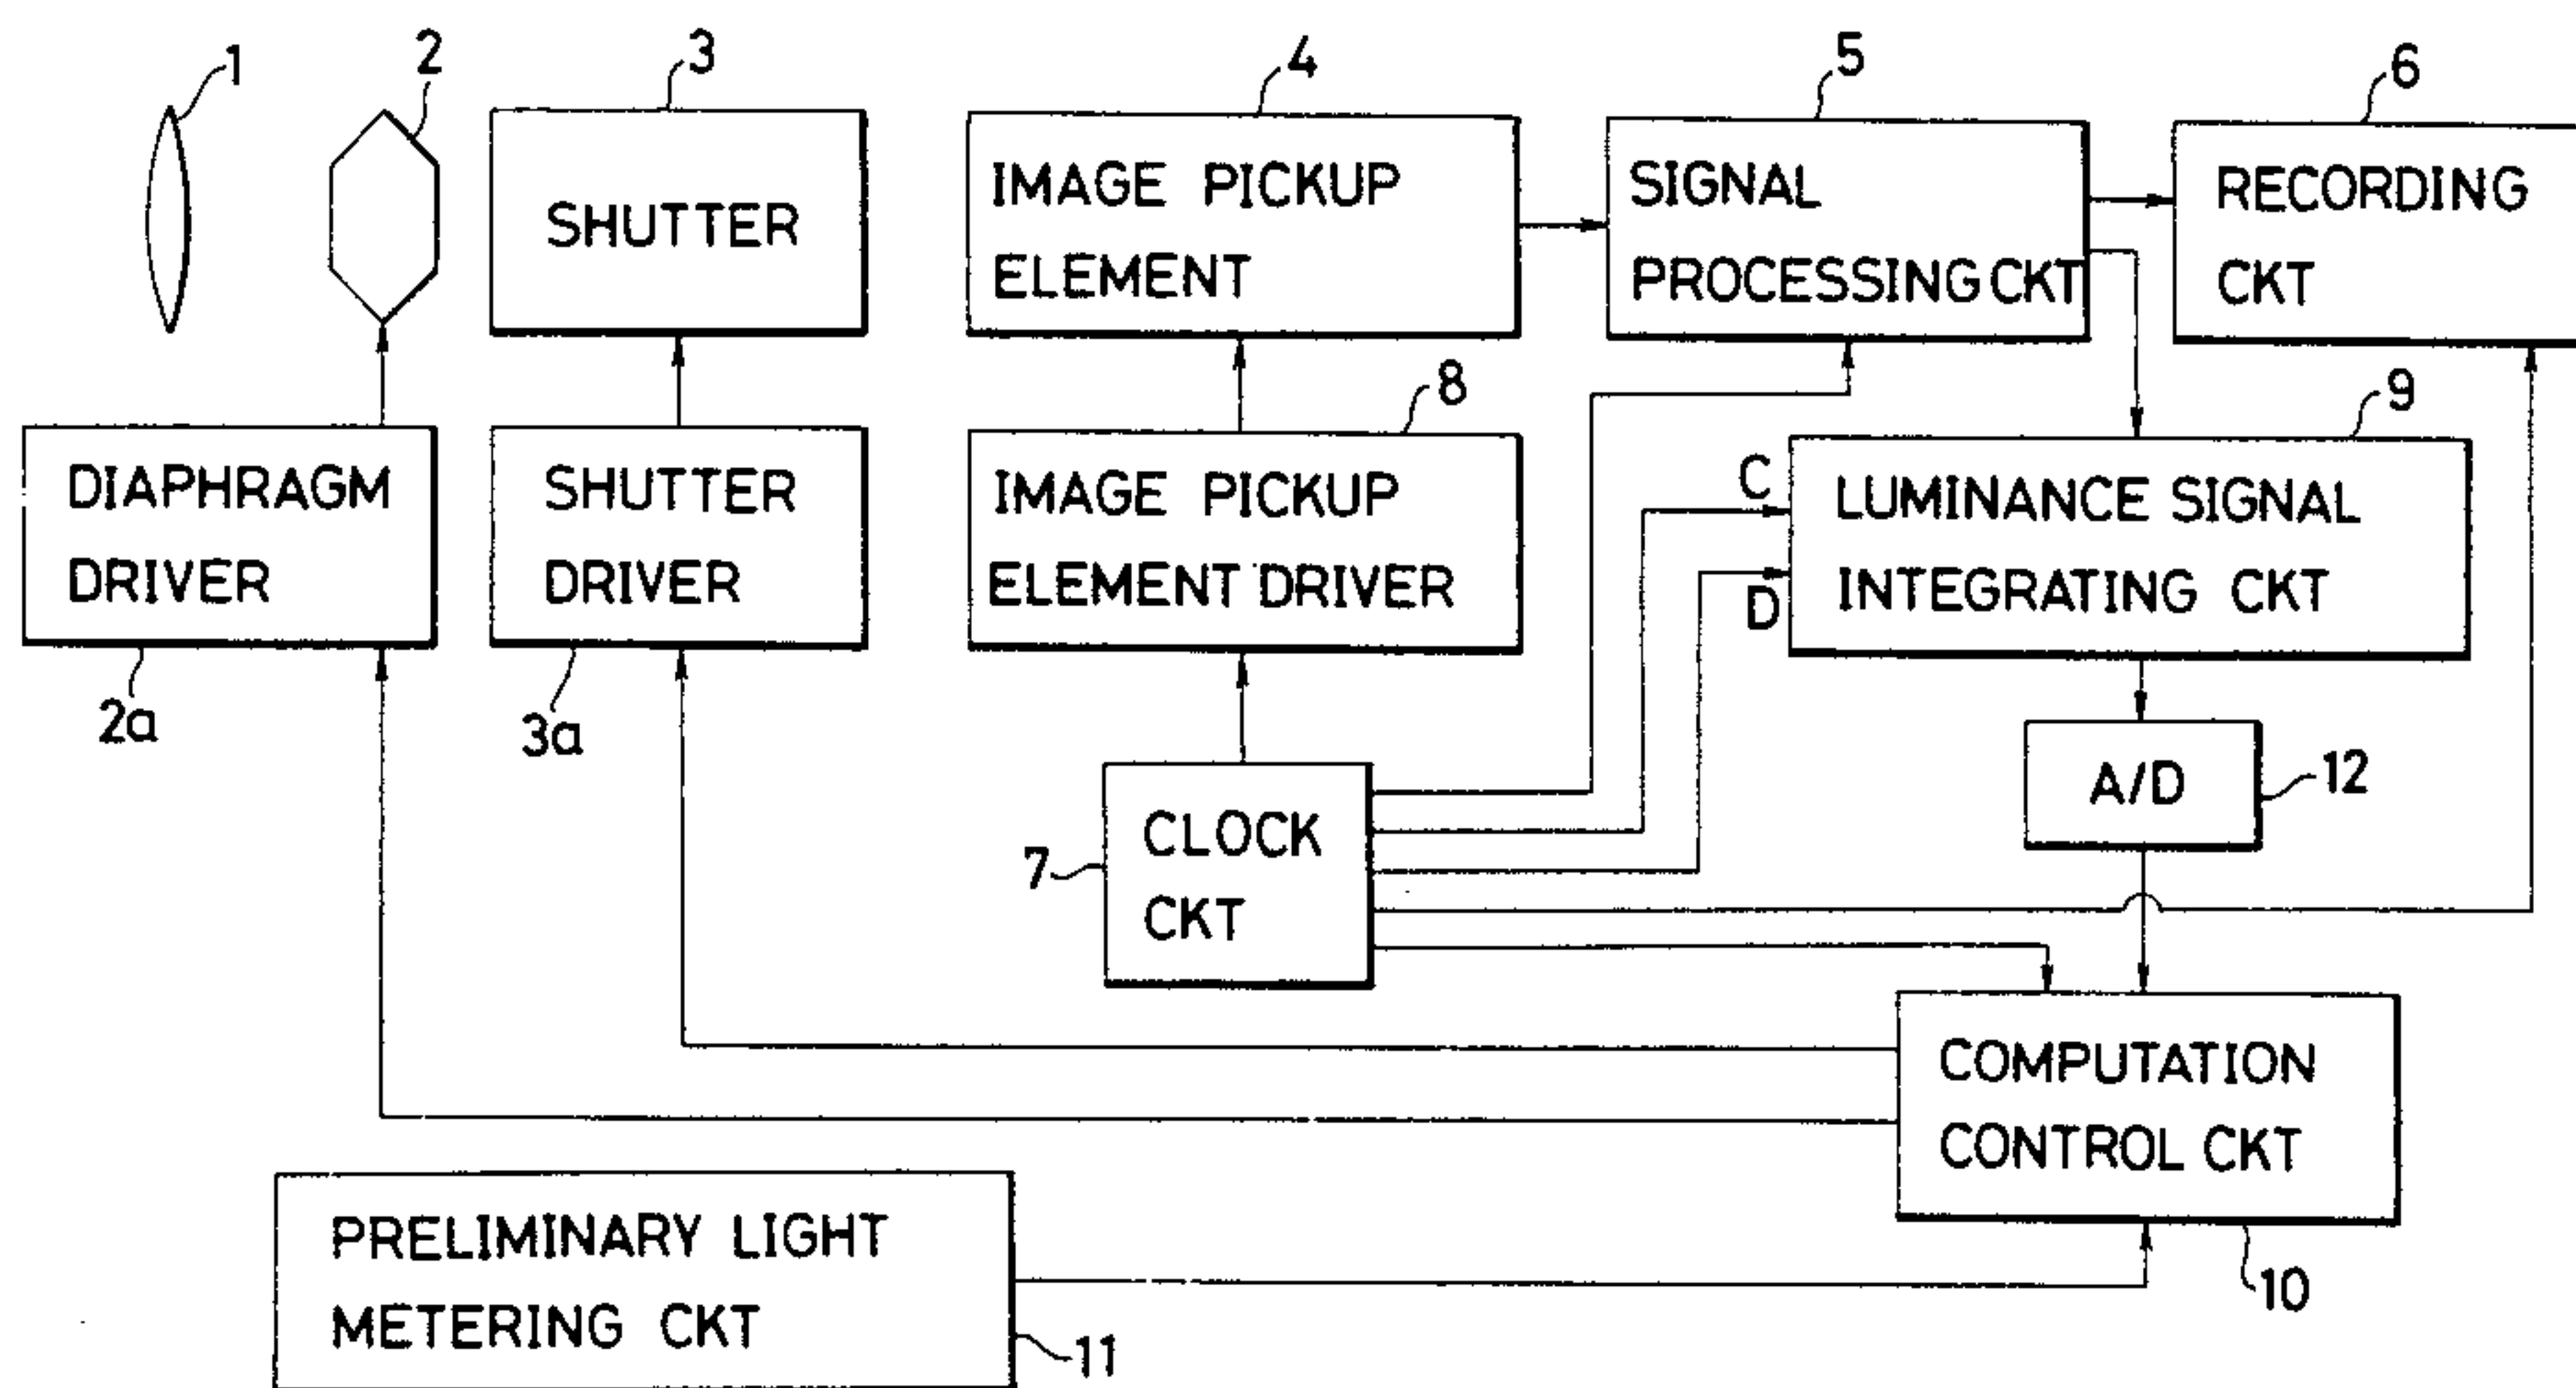 1
2
3
4
5
6
SHUTTER
IMAGE PICKUP
ELEMENT
SIGNAL
PROCESSING CKT
RECORDING
CKT
8
9
DIAPHRAGM
DRIVER
SHUTTER
DRIVER
IMAGE PICKUP
ELEMENT DRIVER
C
D
LUMINANCE SIGNAL
INTEGRATING CKT
2a
3a
A/D
12
7
CLOCK
CKT
COMPUTATION
CONTROL CKT
10
PRELIMINARY LIGHT
METERING CKT
11